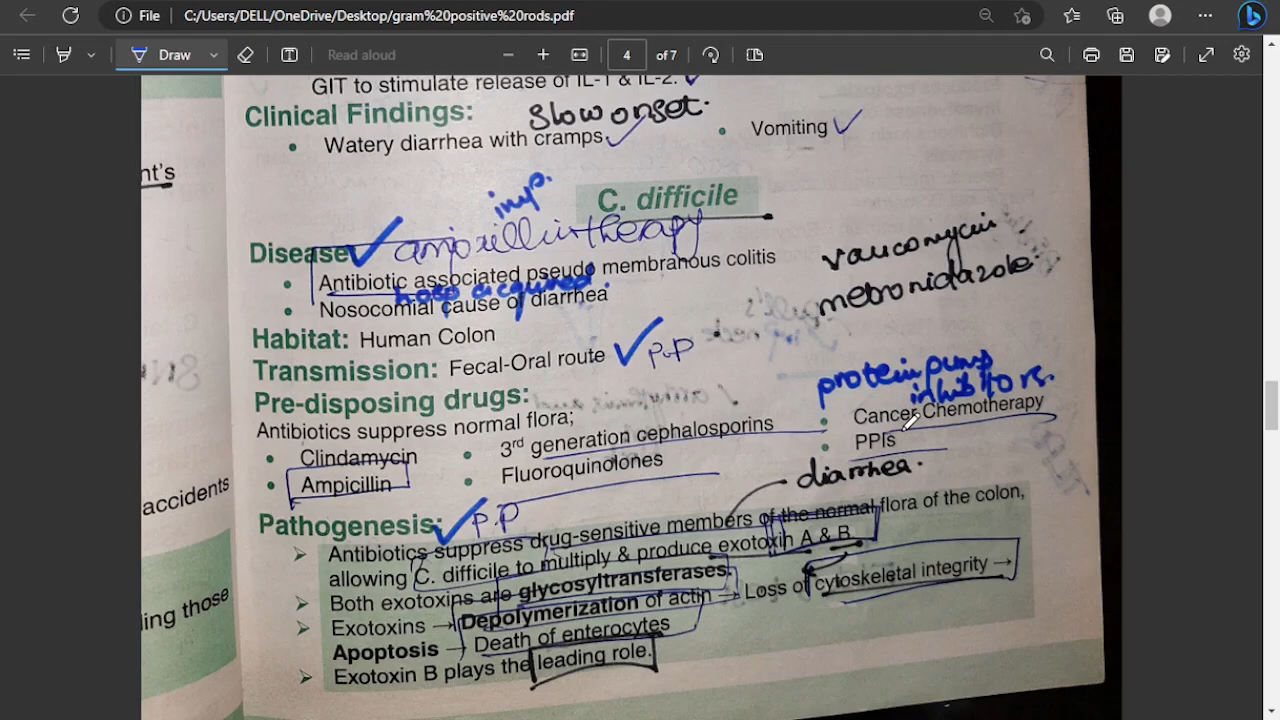 File
C:/Users/DELL/OneDrive/Desktop/gram%20positive%20rods.pdf
Draw
Read aloud
4 of 7
GIT to stimulate release of IL-1 & IL-2.
Clinical Findings: slow onset.
• Watery diarrhea with cramps • Vomiting
nt's
imp.
C. difficile
Disease
• Antibiotic associated pseudo membranous colitis
• Nosocomial cause of diarrhea
hosp acquired.
vancomycin
metronidazole
Habitat: Human Colon
Transmission: Fecal-Oral route P.P
Pre-disposing drugs:
protein pump
inhibitors.
Antibiotics suppress normal flora;
• Clindamycin • 3rd generation cephalosporins • Cancer Chemotherapy
• Ampicillin • Fluoroquinolones • PPIs
accidents
diarrhea.
Pathogenesis: P.P
➤ Antibiotics suppress drug-sensitive members of the normal flora of the colon,
allowing C. difficile to multiply & produce exotoxin A & B.
➤ Both exotoxins are glycosyltransferases.
➤ Exotoxins → Depolymerization of actin → Loss of cytoskeletal integrity →
Apoptosis → Death of enterocytes
➤ Exotoxin B plays the leading role.
ling those